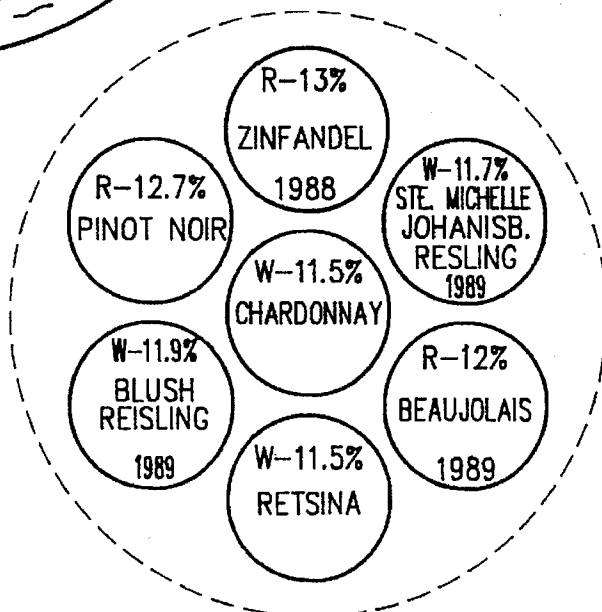 R-13%
ZINFANDEL
1988
R-12.7%
PINOT NOIR
W-11.7%
STE. MICHELLE
JOHANISB.
RESLING
1989
W-11.5%
CHARDONNAY
W-11.9%
BLUSH
REISLING
1989
R-12%
BEAUJOLAIS
1989
W-11.5%
RETSINA